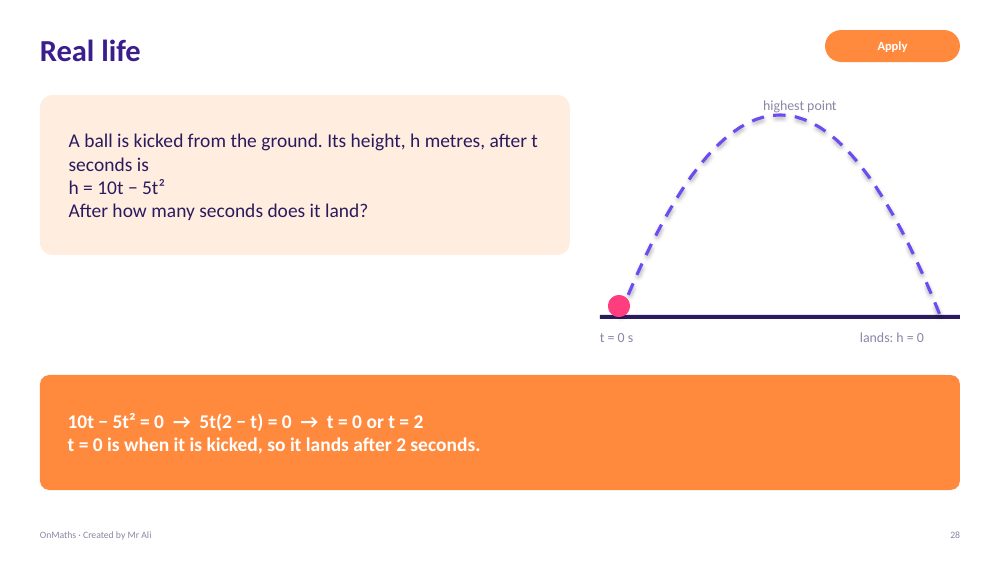 Real life
Apply
A ball is kicked from the ground. Its height, h metres, after t
seconds is
h = 10t − 5t²
After how many seconds does it land?
highest point
t = 0 s
lands: h = 0
10t − 5t² = 0 → 5t(2 − t) = 0 → t = 0 or t = 2
t = 0 is when it is kicked, so it lands after 2 seconds.
OnMaths · Created by Mr Ali
28